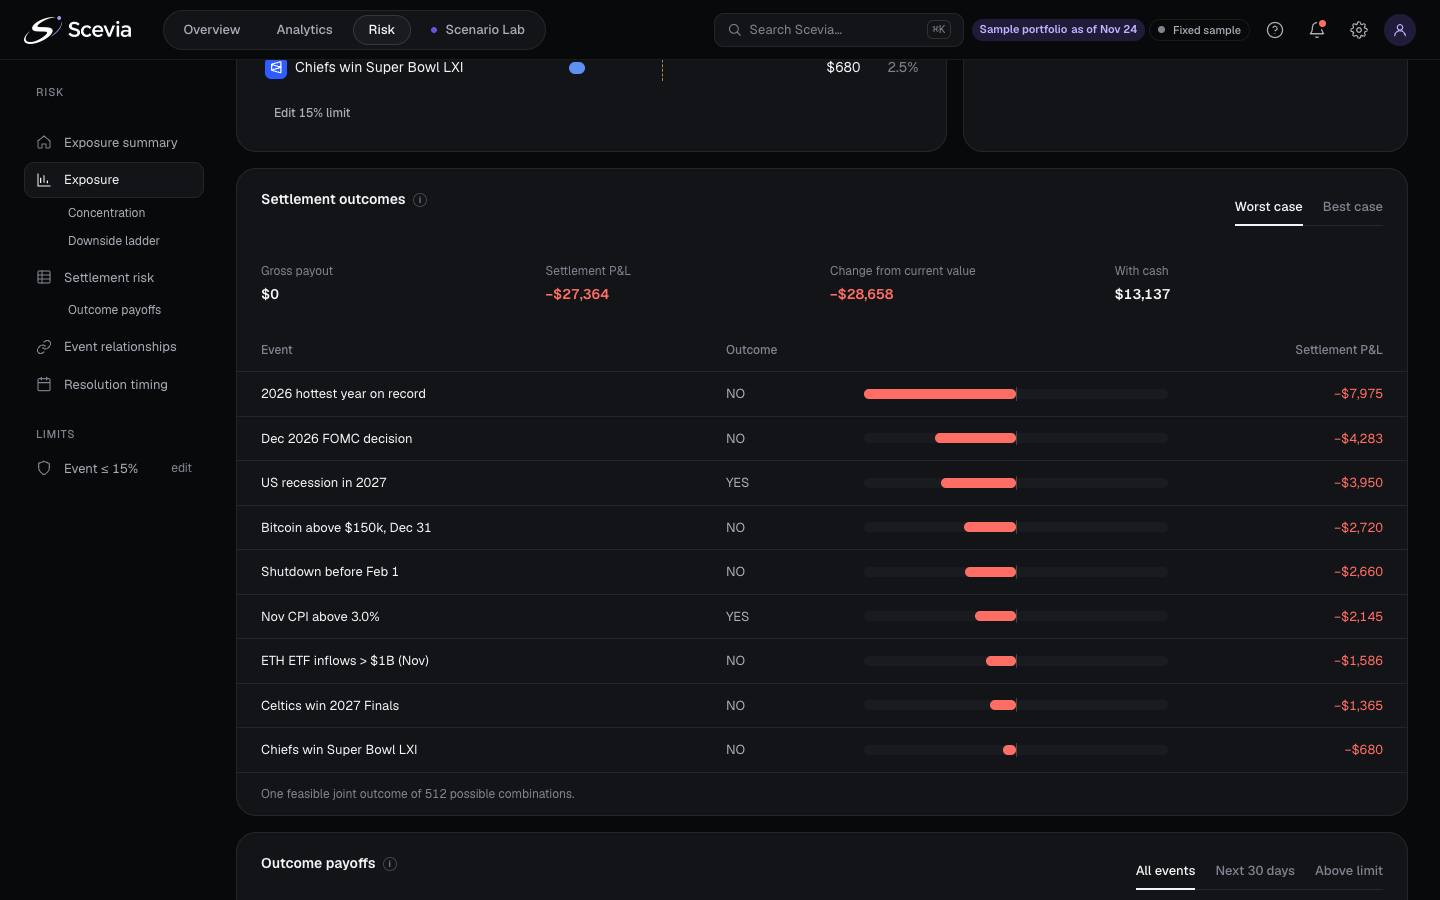 Scevia
Overview
Analytics
Risk
Scenario Lab
Search Scevia...
⌘K
Sample portfolio as of Nov 24
Fixed sample
RISK
Exposure summary
Exposure
Concentration
Downside ladder
Settlement risk
Outcome payoffs
Event relationships
Resolution timing
LIMITS
Event ≤ 15% edit
Chiefs win Super Bowl LXI $680 2.5%
Edit 15% limit
Settlement outcomes
Worst case Best case
Gross payout Settlement P&L Change from current value With cash
$0 −$27,364 −$28,658 $13,137
Event Outcome Settlement P&L
2026 hottest year on record NO −$7,975
Dec 2026 FOMC decision NO −$4,283
US recession in 2027 YES −$3,950
Bitcoin above $150k, Dec 31 NO −$2,720
Shutdown before Feb 1 NO −$2,660
Nov CPI above 3.0% YES −$2,145
ETH ETF inflows > $1B (Nov) NO −$1,586
Celtics win 2027 Finals NO −$1,365
Chiefs win Super Bowl LXI NO −$680
One feasible joint outcome of 512 possible combinations.
Outcome payoffs
All events Next 30 days Above limit